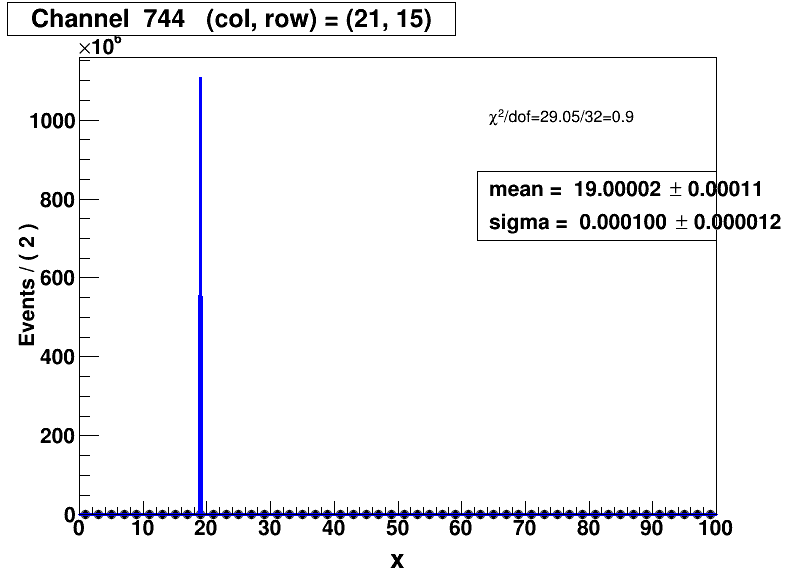 Channel 744 (col, row) = (21, 15)
×10⁶
χ²/dof=29.05/32=0.9
mean = 19.00002 ± 0.00011
sigma = 0.000100 ± 0.000012
Events / ( 2 )
1000
800
600
400
200
0
0 10 20 30 40 50 60 70 80 90 100
x